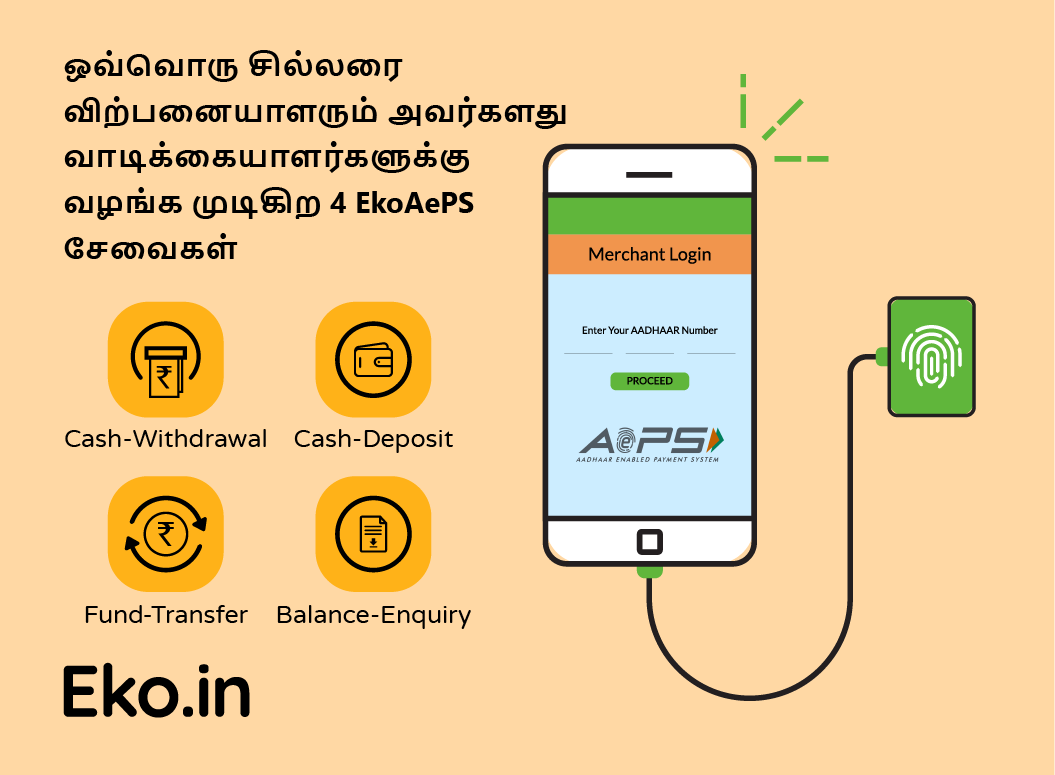 ஒவ்வொரு சில்லரை
விற்பனையாளரும் அவர்களது
வாடிக்கையாளர்களுக்கு
வழங்க முடிகிற 4 EkoAePS
சேவைகள்
Cash-Withdrawal
Cash-Deposit
Fund-Transfer
Balance-Enquiry
Eko.in
Merchant Login
Enter Your AADHAAR Number
PROCEED
AePS
AADHAAR ENABLED PAYMENT SYSTEM